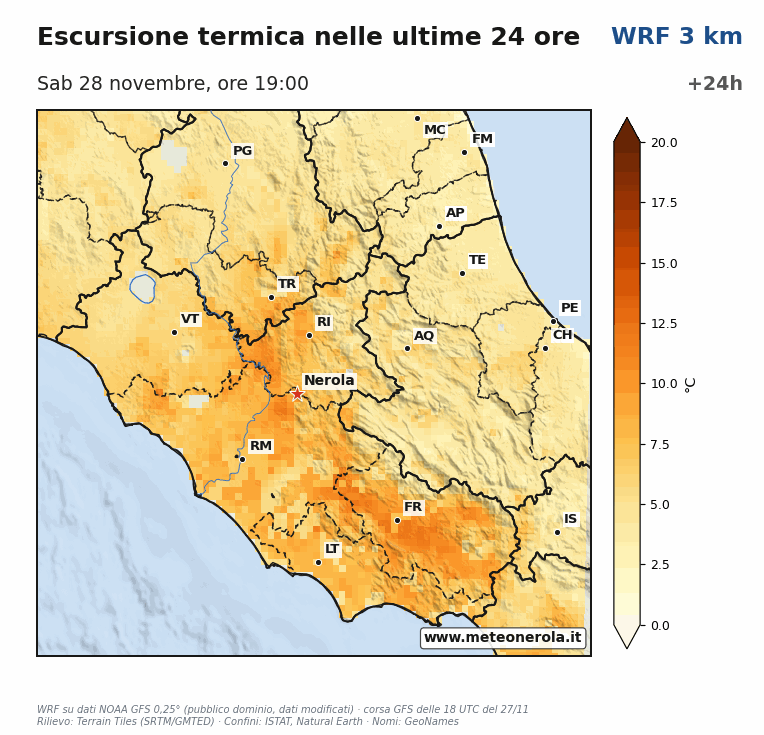 Escursione termica nelle ultime 24 ore WRF 3 km
Sab 28 novembre, ore 19:00 +24h
MC
FM
PG
AP
TE
TR
PE
VT
RI
AQ
CH
Nerola
RM
FR
IS
LT
www.meteonerola.it
20.0
17.5
15.0
12.5
10.0
7.5
5.0
2.5
0.0
°C
WRF su dati NOAA GFS 0,25° (pubblico dominio, dati modificati) · corsa GFS delle 18 UTC del 27/11
Rilievo: Terrain Tiles (SRTM/GMTED) · Confini: ISTAT, Natural Earth · Nomi: GeoNames